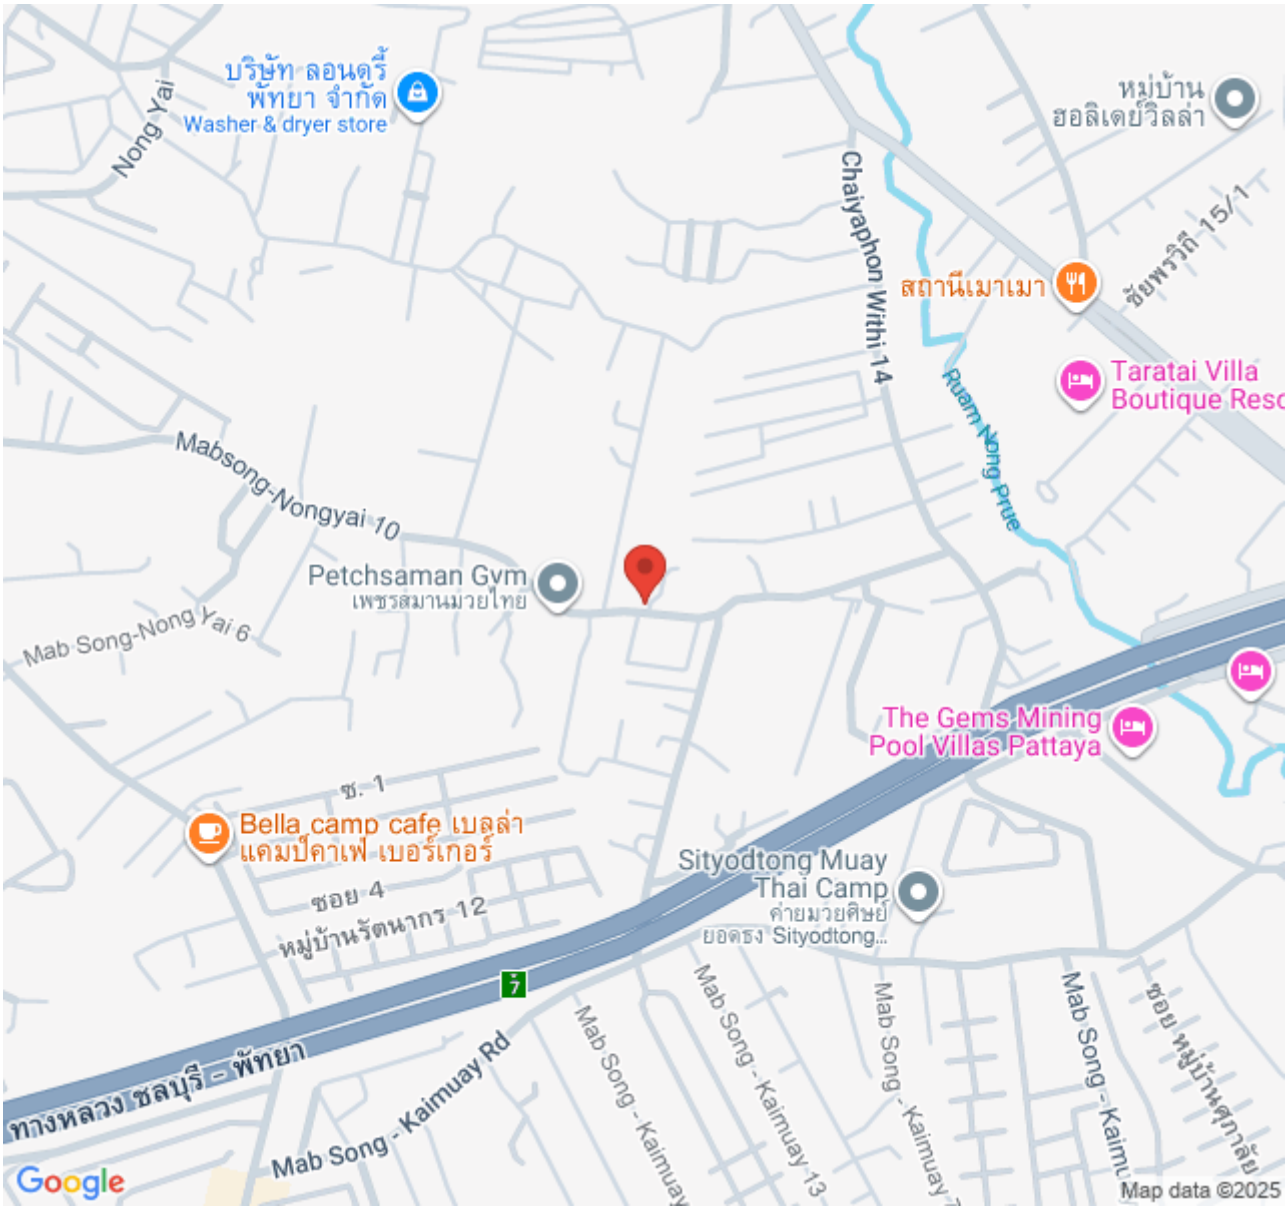 บริษัท ลอนดรี้
พัทยา จำกัด
Washer & dryer store
Nong Yai
หมู่บ้าน
ฮอลิเดย์วิลล่า
Chaiyaphon Withi 14
ชัยพรวิถี 15/1
สถานีเมาเมา
Taratai Villa
Boutique Reso
Ruam Nong Prue
Mabsong-Nongyai 10
Petchsaman Gym
เพชรสมานมวยไทย
Mab Song-Nong Yai 6
The Gems Mining
Pool Villas Pattaya
ซ. 1
Bella camp cafe เบลล่า
แคมป์คาเฟ่ เบอร์เกอร์
ซอย 4
หมู่บ้านรัตนากร 12
Sityodtong Muay
Thai Camp
ค่ายมวยศิษย์
ยอดธง Sityodtong...
7
ทางหลวง ชลบุรี - พัทยา
Mab Song - Kaimuay Rd
Mab Song - Kaimuay
Mab Song - Kaimuay 13
Mab Song - Kaimuay 7
Mab Song - Kaimu
ซอย หมู่บ้านศุภาลัย
Google
Map data ©2025